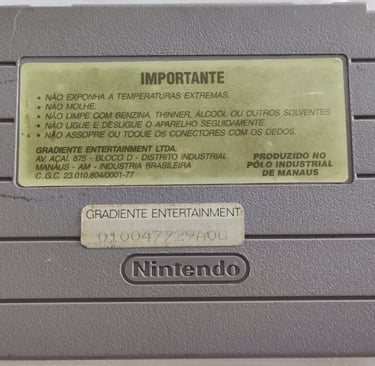 IMPORTANTE
• NÃO EXPONHA A TEMPERATURAS EXTREMAS.
• NÃO MOLHE.
• NÃO LIMPE COM BENZINA, THINNER, ÁLCOOL OU OUTROS SOLVENTES
• NÃO LIGUE E DESLIGUE O APARELHO SEGUIDAMENTE.
• NÃO ASSOPRE OU TOQUE OS CONECTORES COM OS DEDOS.
GRADIENTE ENTERTAINMENT LTDA.
AV, AÇAÍ, 875 - BLOCO D - DISTRITO INDUSTRIAL
MANAUS - AM - INDUSTRIA BRASILEIRA
C. G. C. 23.010.804/0001-77
PRODUZIDO NO
PÓLO INDUSTRIAL
DE MANAUS
GRADIENTE ENTERTAINMENT
Nintendo